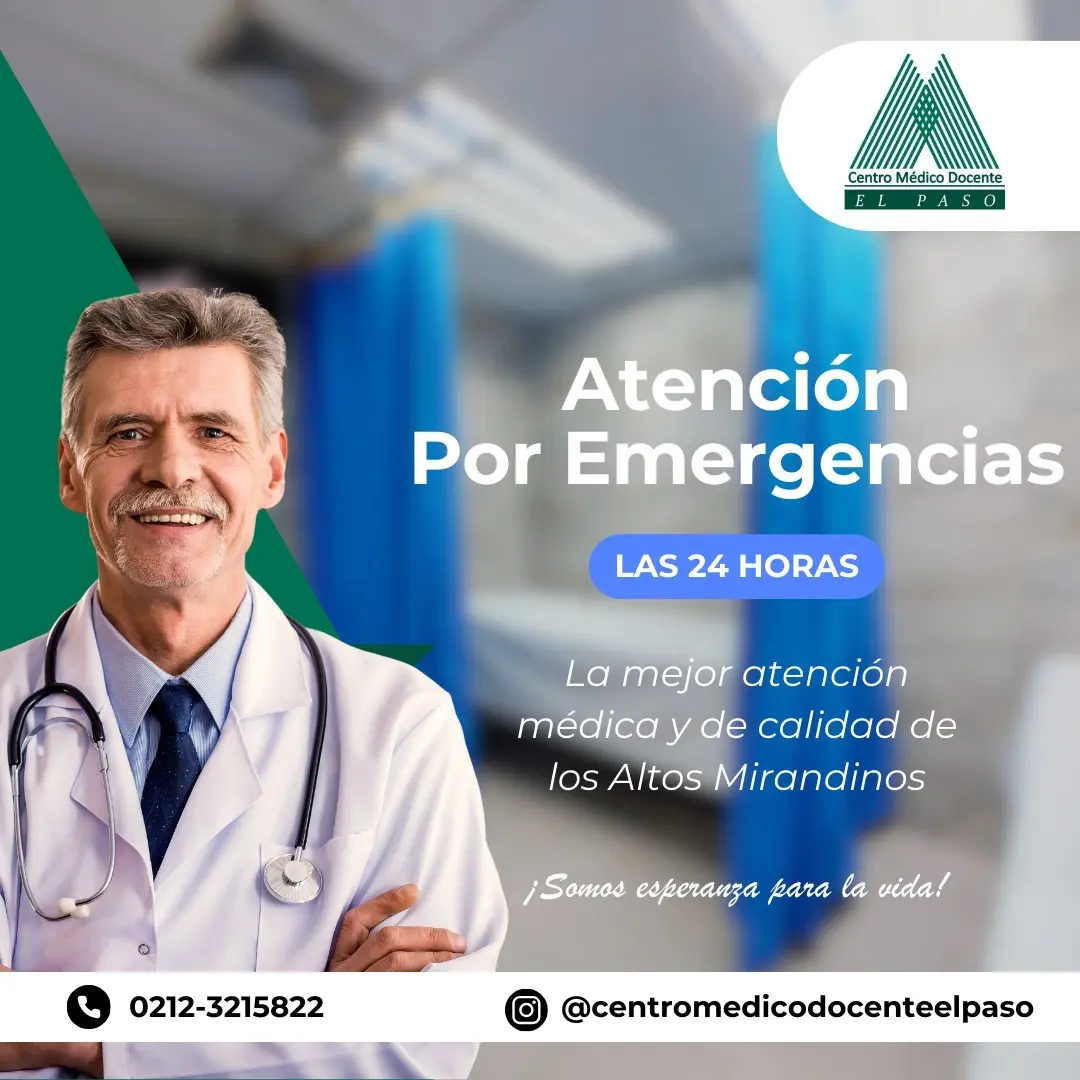 Centro Médico Docente
EL PASO
Atención
Por Emergencias
LAS 24 HORAS
La mejor atención
médica y de calidad de
los Altos Mirandinos
¡Somos esperanza para la vida!
0212-3215822
@centromedicodocenteelpaso